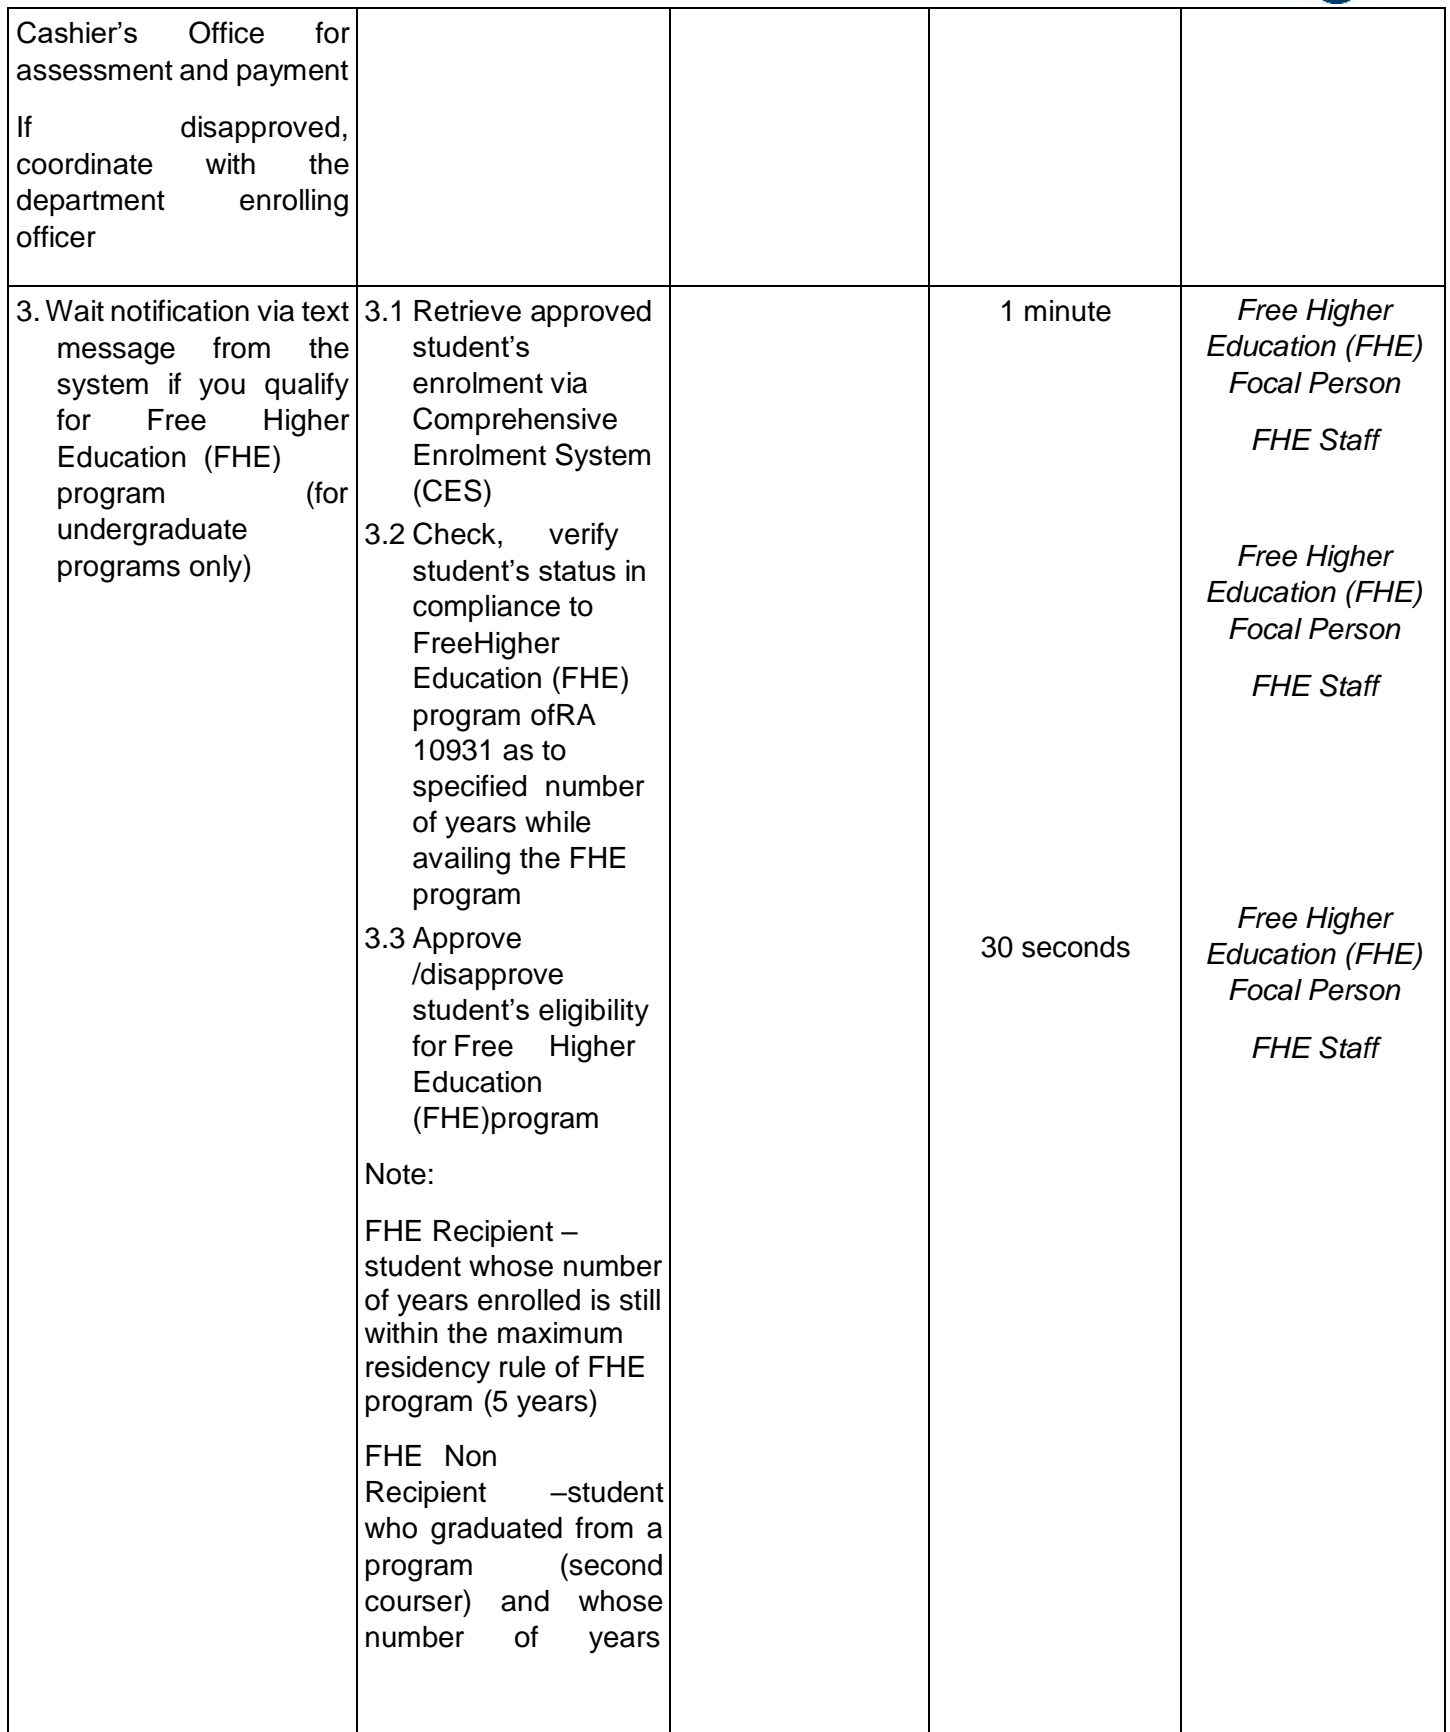 Cashier's Office for
assessment and payment
If disapproved,
coordinate with the
department enrolling
officer
3. Wait notification via text
message from the
system if you qualify
for Free Higher
Education (FHE)
program (for
undergraduate
programs only)
3.1 Retrieve approved
student's
enrolment via
Comprehensive
Enrolment System
(CES)
3.2 Check, verify
student's status in
compliance to
FreeHigher
Education (FHE)
program ofRA
10931 as to
specified number
of years while
availing the FHE
program
3.3 Approve
/disapprove
student's eligibility
for Free Higher
Education
(FHE)program
Note:
FHE Recipient –
student whose number
of years enrolled is still
within the maximum
residency rule of FHE
program (5 years)
FHE Non
Recipient –student
who graduated from a
program (second
courser) and whose
number of years
1 minute
30 seconds
Free Higher
Education (FHE)
Focal Person
FHE Staff
Free Higher
Education (FHE)
Focal Person
FHE Staff
Free Higher
Education (FHE)
Focal Person
FHE Staff